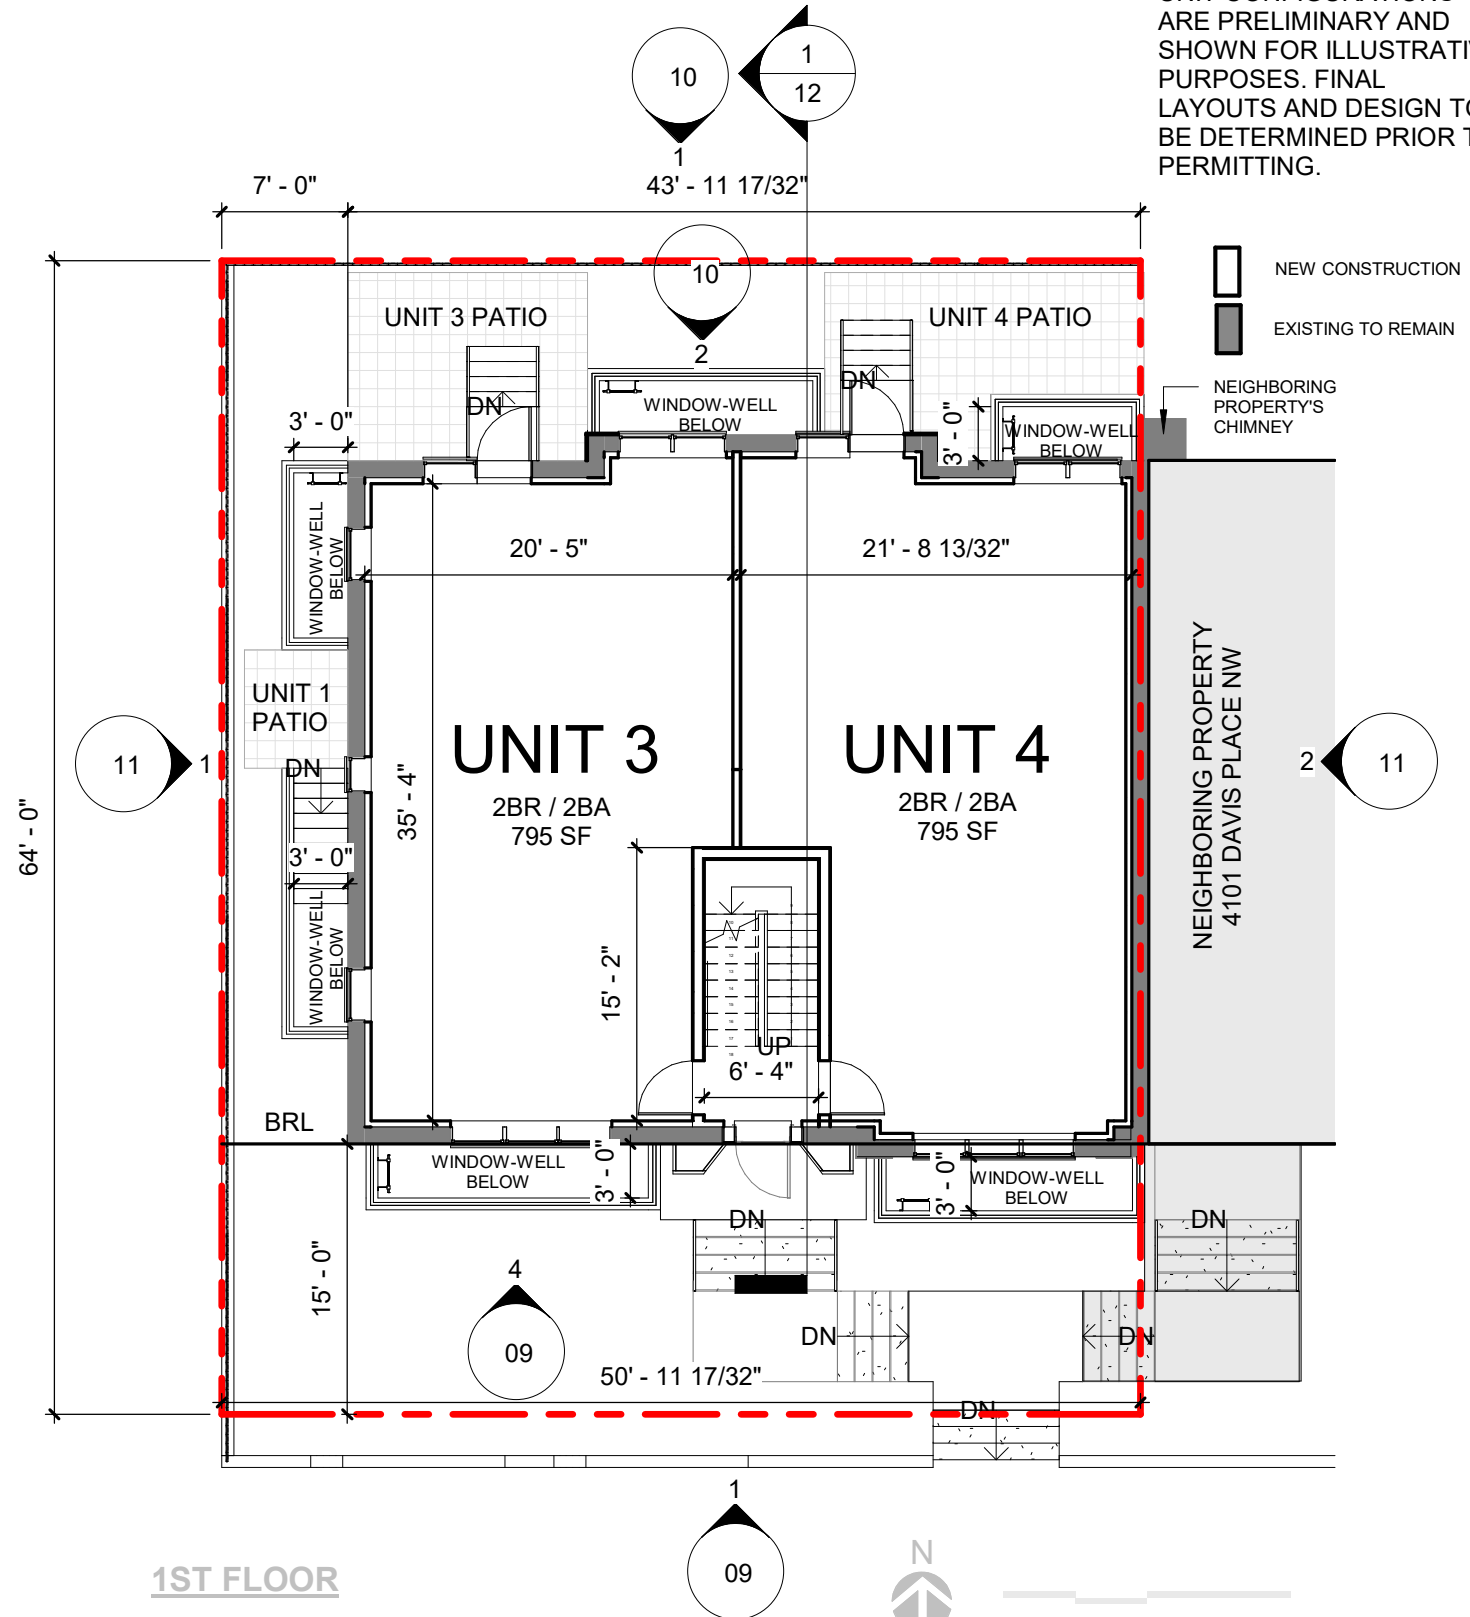 ARE PRELIMINARY AND
SHOWN FOR ILLUSTRATIV
PURPOSES. FINAL
LAYOUTS AND DESIGN TO
BE DETERMINED PRIOR T
PERMITTING.
10
1
1
12
7' - 0"
43' - 11 17/32"
10
2
NEW CONSTRUCTION
EXISTING TO REMAIN
NEIGHBORING
PROPERTY'S
CHIMNEY
UNIT 3 PATIO
UNIT 4 PATIO
DN
DN
WINDOW-WELL
BELOW
3' - 0"
3' - 0"
WINDOW-WELL
BELOW
WINDOW-WELL
BELOW
20' - 5"
21' - 8 13/32"
UNIT 1
PATIO
DN
11
1
UNIT 3
2BR / 2BA
795 SF
UNIT 4
2BR / 2BA
795 SF
35' - 4"
64' - 0"
NEIGHBORING PROPERTY
4101 DAVIS PLACE NW
2
11
3' - 0"
WINDOW-WELL
BELOW
15' - 2"
UP
6' - 4"
BRL
WINDOW-WELL
BELOW
3' - 0"
3' - 0"
WINDOW-WELL
BELOW
DN
DN
15' - 0"
4
09
DN
DN
50' - 11 17/32"
DN
1
09
1ST FLOOR
N